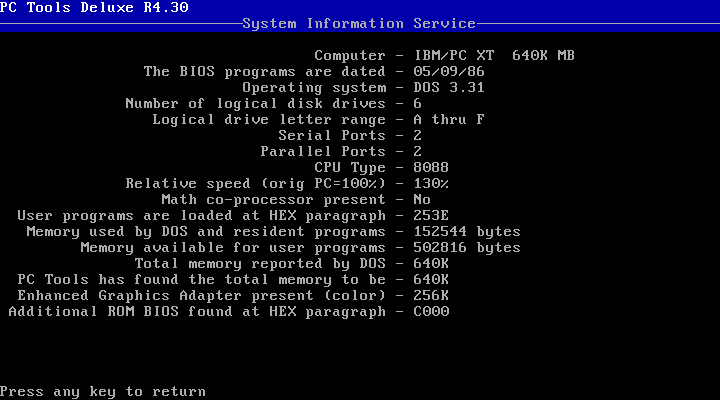 PC Tools Deluxe R4.30
System Information Service
Computer - IBM/PC XT  640K MB
The BIOS programs are dated - 05/09/86
Operating system - DOS 3.31
Number of logical disk drives - 6
Logical drive letter range - A thru F
Serial Ports - 2
Parallel Ports - 2
CPU Type - 8088
Relative speed (orig PC=100%) - 130%
Math co-processor present - No
User programs are loaded at HEX paragraph - 253E
Memory used by DOS and resident programs - 152544 bytes
Memory available for user programs - 502816 bytes
Total memory reported by DOS - 640K
PC Tools has found the total memory to be - 640K
Enhanced Graphics Adapter present (color) - 256K
Additional ROM BIOS found at HEX paragraph - C000
Press any key to return